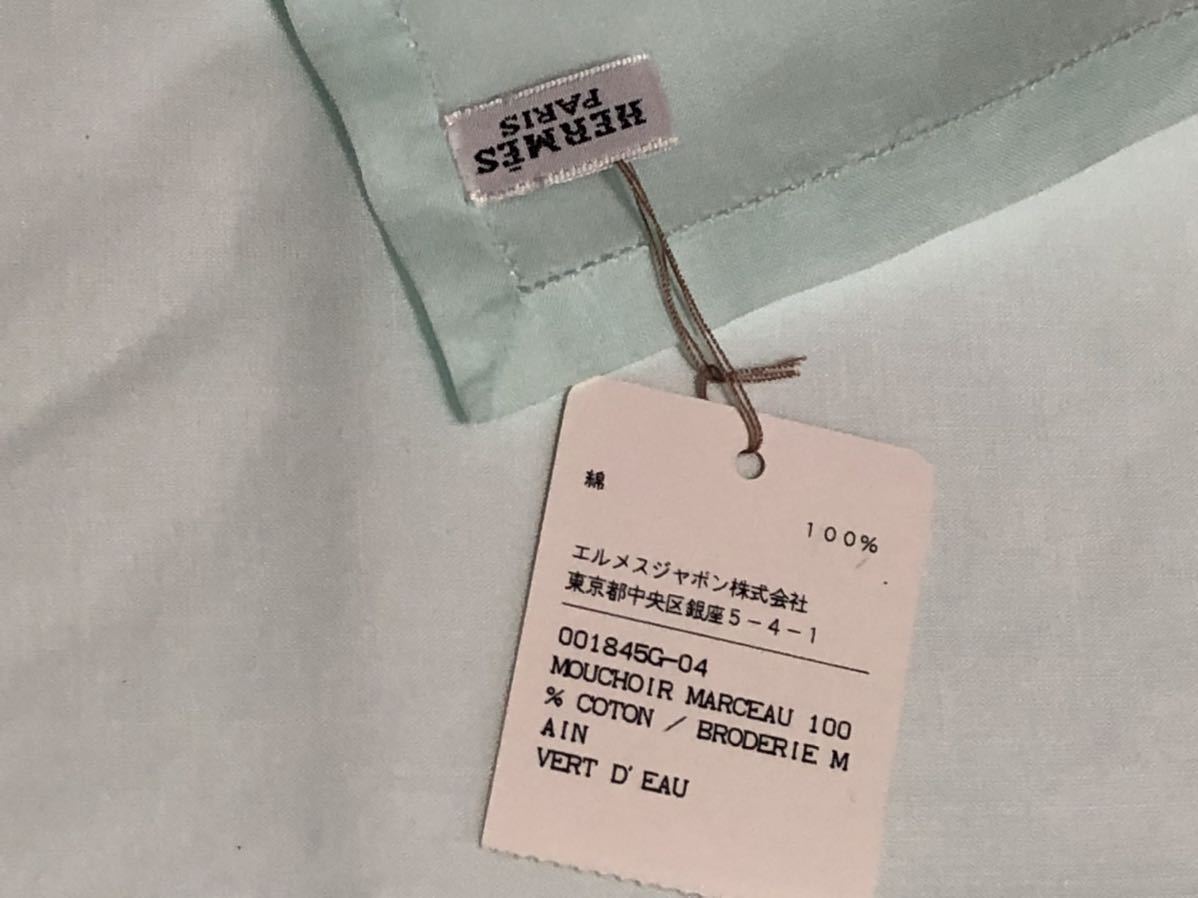 HERMÈS
PARIS
綿
100%
エルメスジャポン株式会社
東京都中央区銀座5-4-1
001845G-04
MOUCHOIR MARCEAU 100
% COTON / BRODERIE M
AIN
VERT D'EAU